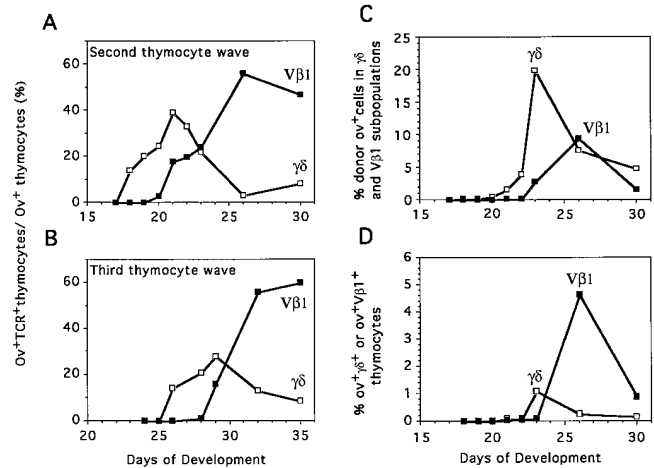 A
Second thymocyte wave
Vβ1
γδ
60
40
20
0
15 20 25 30
B
Third thymocyte wave
Vβ1
γδ
60
40
20
0
20 25 30 35
Days of Development
Ov⁺TCR⁺thymocytes/ Ov⁺ thymocytes (%)
C
γδ
Vβ1
25
20
15
10
5
0
15 20 25 30
% donor ov⁺cells in γδ
and Vβ1 subpopulations
D
Vβ1
γδ
6
5
4
3
2
1
0
15 20 25 30
Days of Development
% ov⁺γδ⁺ or ov⁺Vβ1⁺
thymocytes